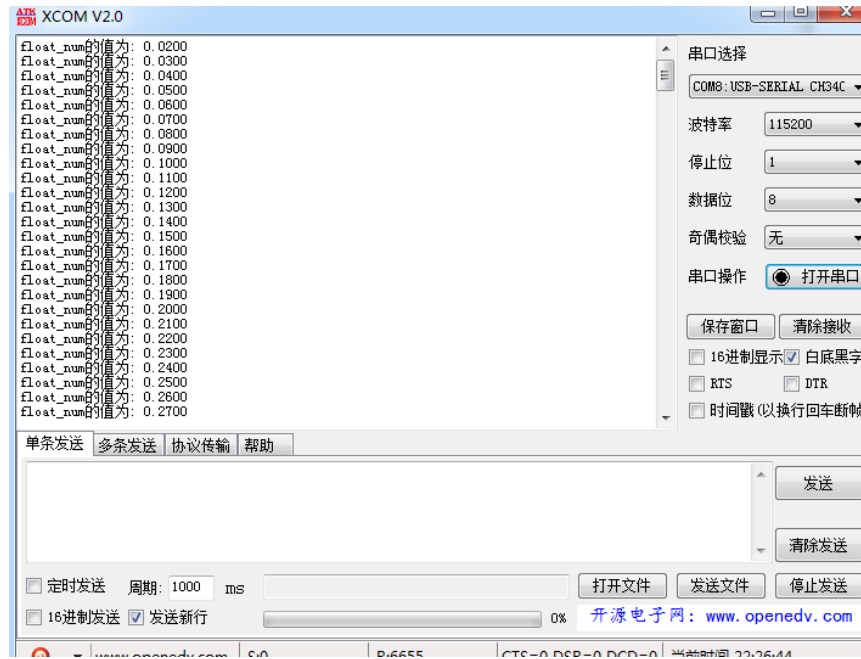 ATK XCOM XCOM V2.0
float_num的值为: 0.0200
float_num的值为: 0.0300
float_num的值为: 0.0400
float_num的值为: 0.0500
float_num的值为: 0.0600
float_num的值为: 0.0700
float_num的值为: 0.0800
float_num的值为: 0.0900
float_num的值为: 0.1000
float_num的值为: 0.1100
float_num的值为: 0.1200
float_num的值为: 0.1300
float_num的值为: 0.1400
float_num的值为: 0.1500
float_num的值为: 0.1600
float_num的值为: 0.1700
float_num的值为: 0.1800
float_num的值为: 0.1900
float_num的值为: 0.2000
float_num的值为: 0.2100
float_num的值为: 0.2200
float_num的值为: 0.2300
float_num的值为: 0.2400
float_num的值为: 0.2500
float_num的值为: 0.2600
float_num的值为: 0.2700
串口选择
COM8:USB-SERIAL CH34
波特率 115200
停止位 1
数据位 8
奇偶校验 无
串口操作 打开串口
保存窗口 清除接收
16进制显示 白底黑字
RTS DTR
时间戳(以换行回车断帧
单条发送 多条发送 协议传输 帮助
发送
清除发送
定时发送 周期: 1000 ms 打开文件 发送文件 停止发送
16进制发送 发送新行 0% 开源电子网: www.openedv.com
www.openedv.com S:0 R:6655 CTS=0 DSR=0 DCD=0 当前时间 22:26:44